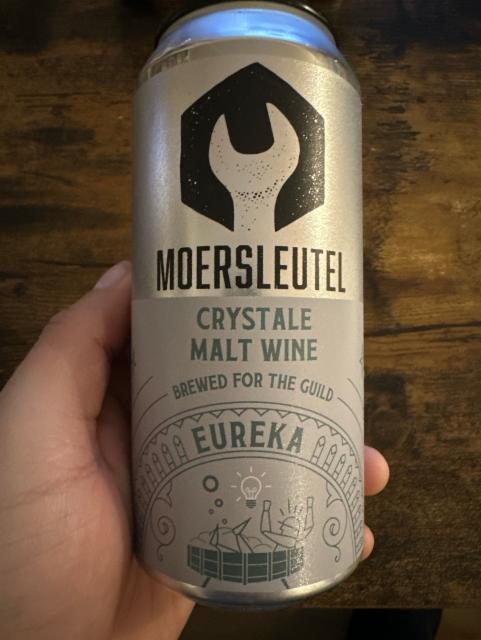 MOERSLEUTEL
CRYSTALE
MALT WINE
BREWED FOR THE GUILD
EUREKA